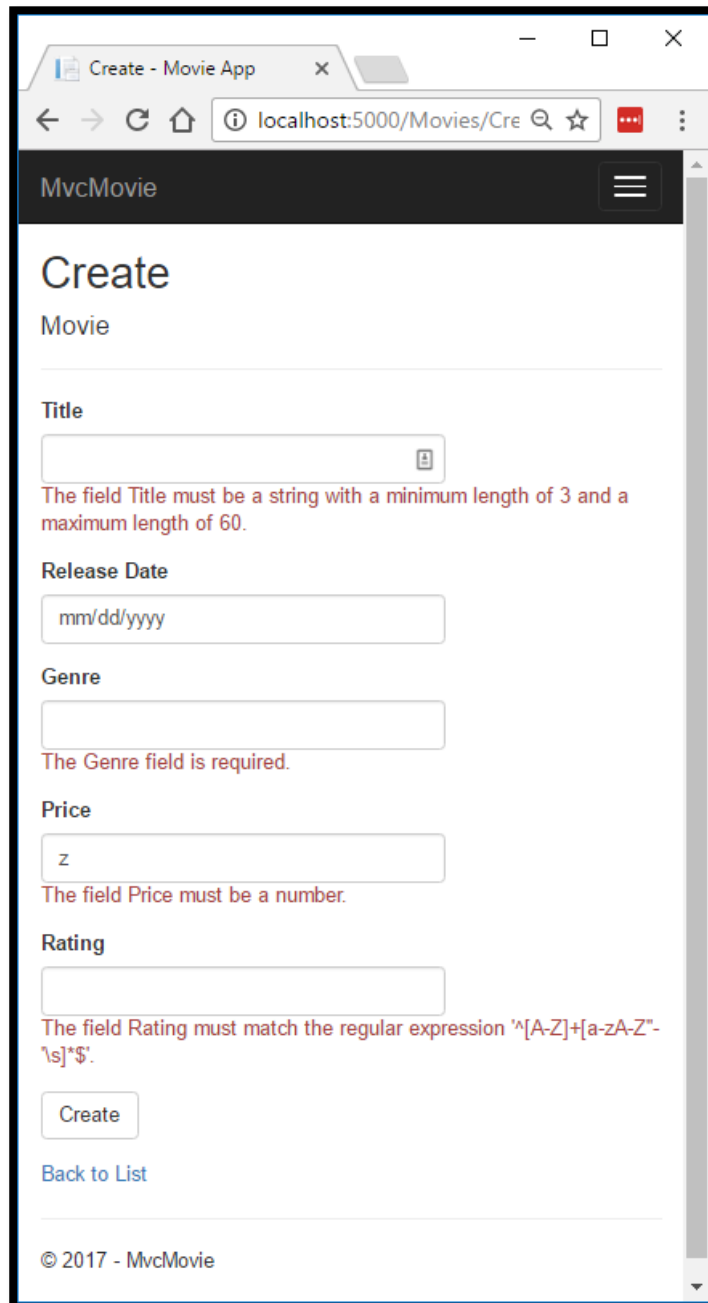 Create - Movie App
localhost:5000/Movies/Cre
MvcMovie
Create
Movie
Title
The field Title must be a string with a minimum length of 3 and a
maximum length of 60.
Release Date
mm/dd/yyyy
Genre
The Genre field is required.
Price
z
The field Price must be a number.
Rating
The field Rating must match the regular expression '^[A-Z]+[a-zA-Z"-
'\s]*$'.
Create
Back to List
© 2017 - MvcMovie